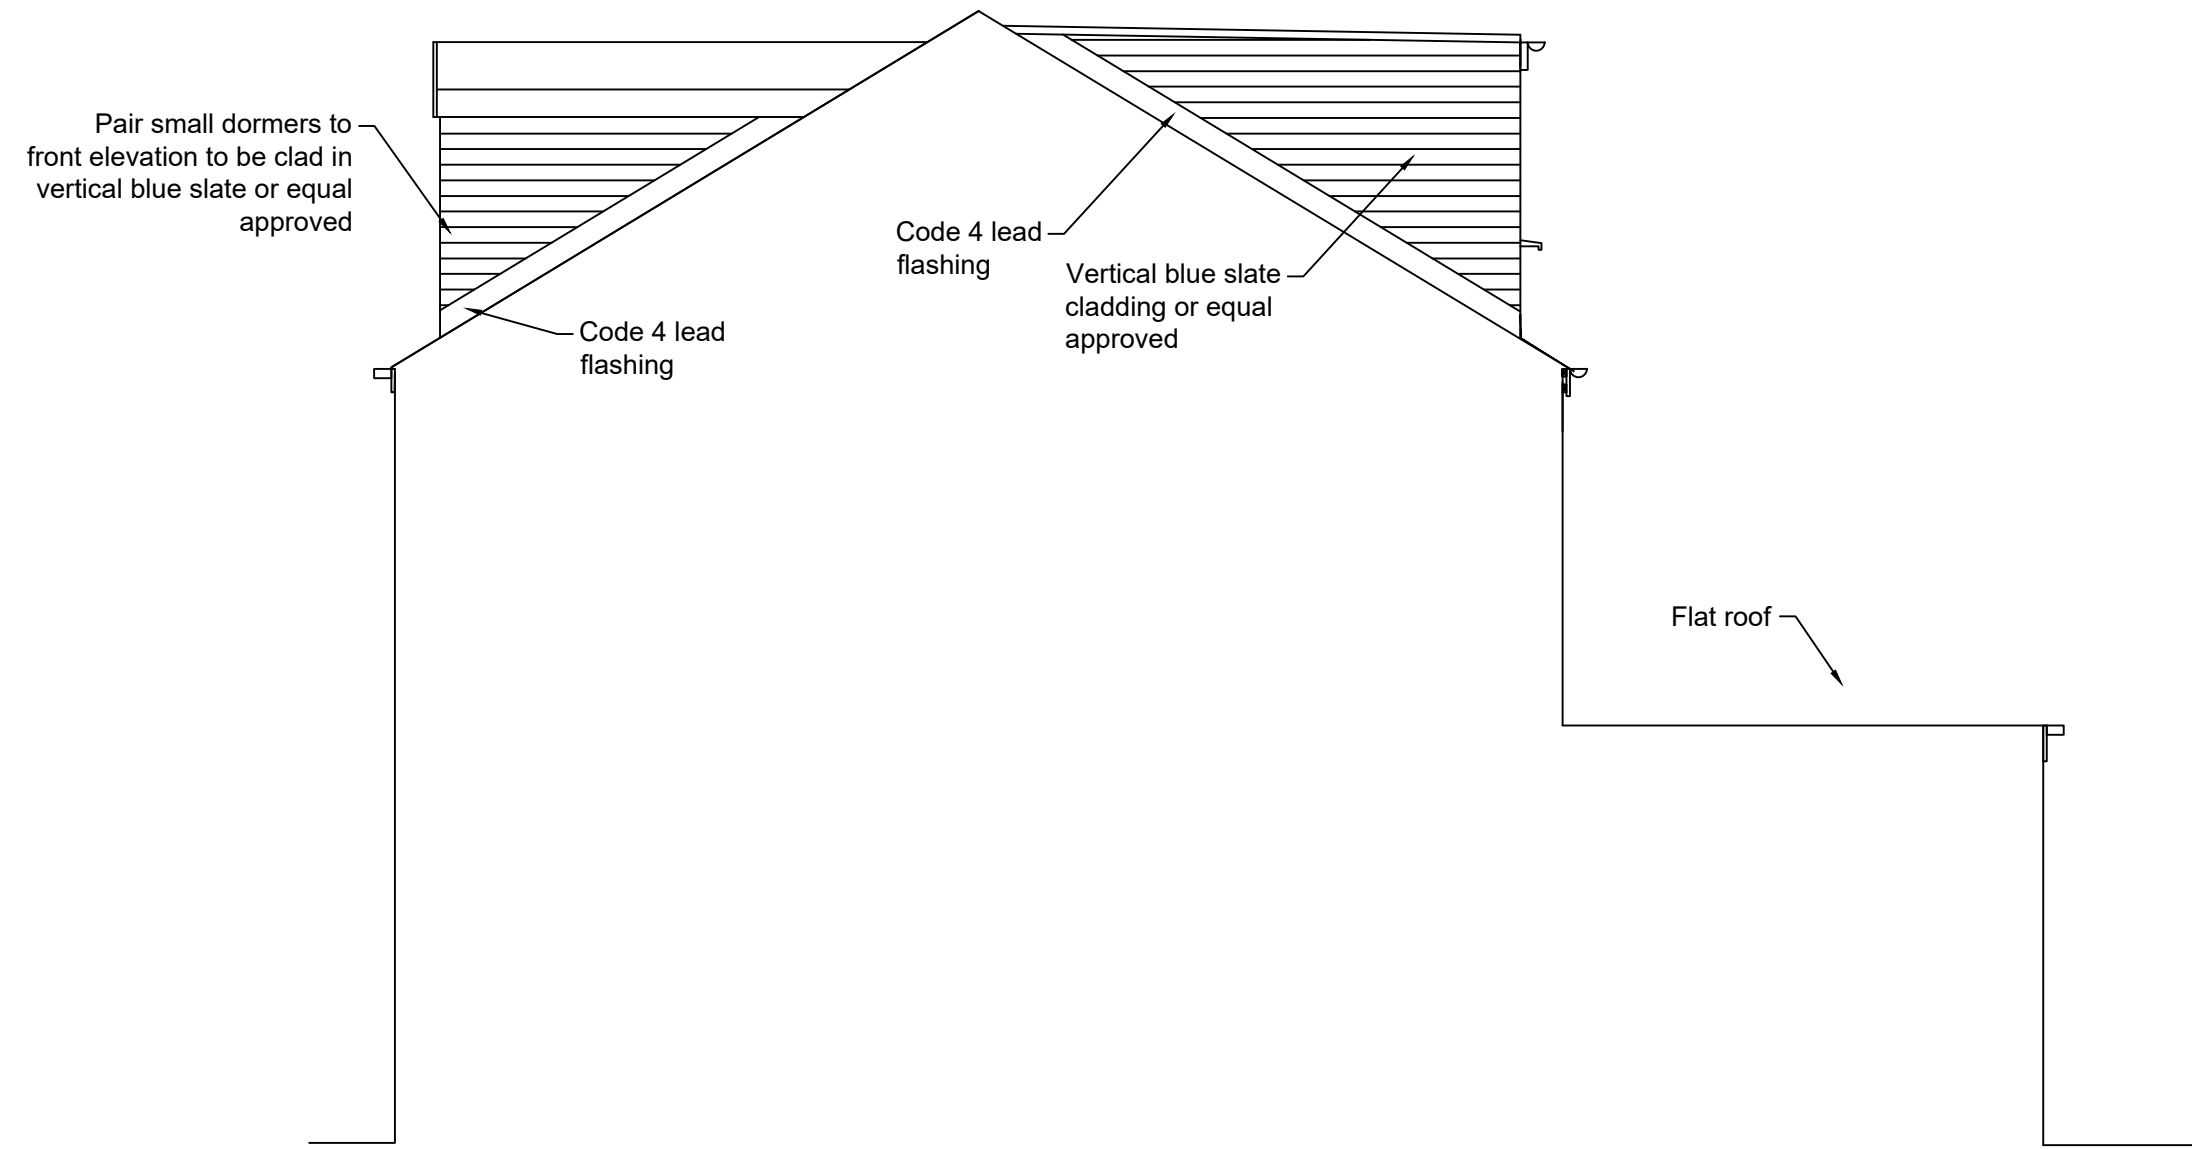 Pair small dormers to
front elevation to be clad in
vertical blue slate or equal
approved
Code 4 lead
flashing
Code 4 lead
flashing
Vertical blue slate
cladding or equal
approved
Flat roof